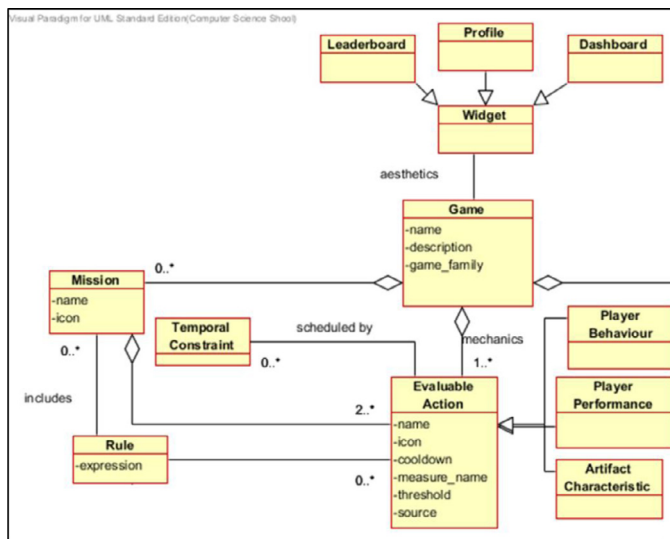 Visual Paradigm for UML Standard Edition(Computer Science Shool)
Leaderboard
Profile
Dashboard
Widget
aesthetics
Game
-name
-description
-game_family
0..*
Mission
-name
-icon
0..*
Temporal
Constraint
scheduled by
0..*
mechanics
1..*
Player
Behaviour
Evaluable
Action
-name
-icon
-cooldown
-measure_name
-threshold
-source
Player
Performance
includes
2..*
Rule
-expression
0..*
Artifact
Characteristic